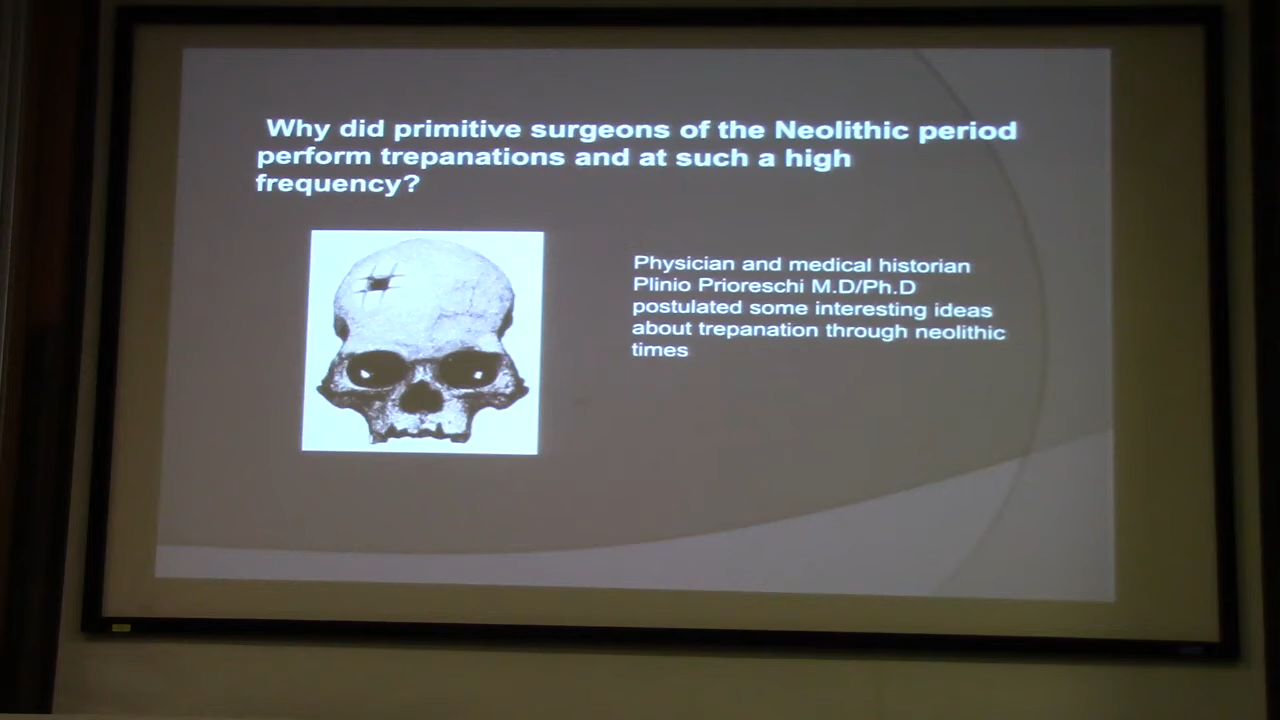 Why did primitive surgeons of the Neolithic period
perform trepanations and at such a high
frequency?
Physician and medical historian
Plinio Prioreschi M.D/Ph.D
postulated some interesting ideas
about trepanation through neolithic
times